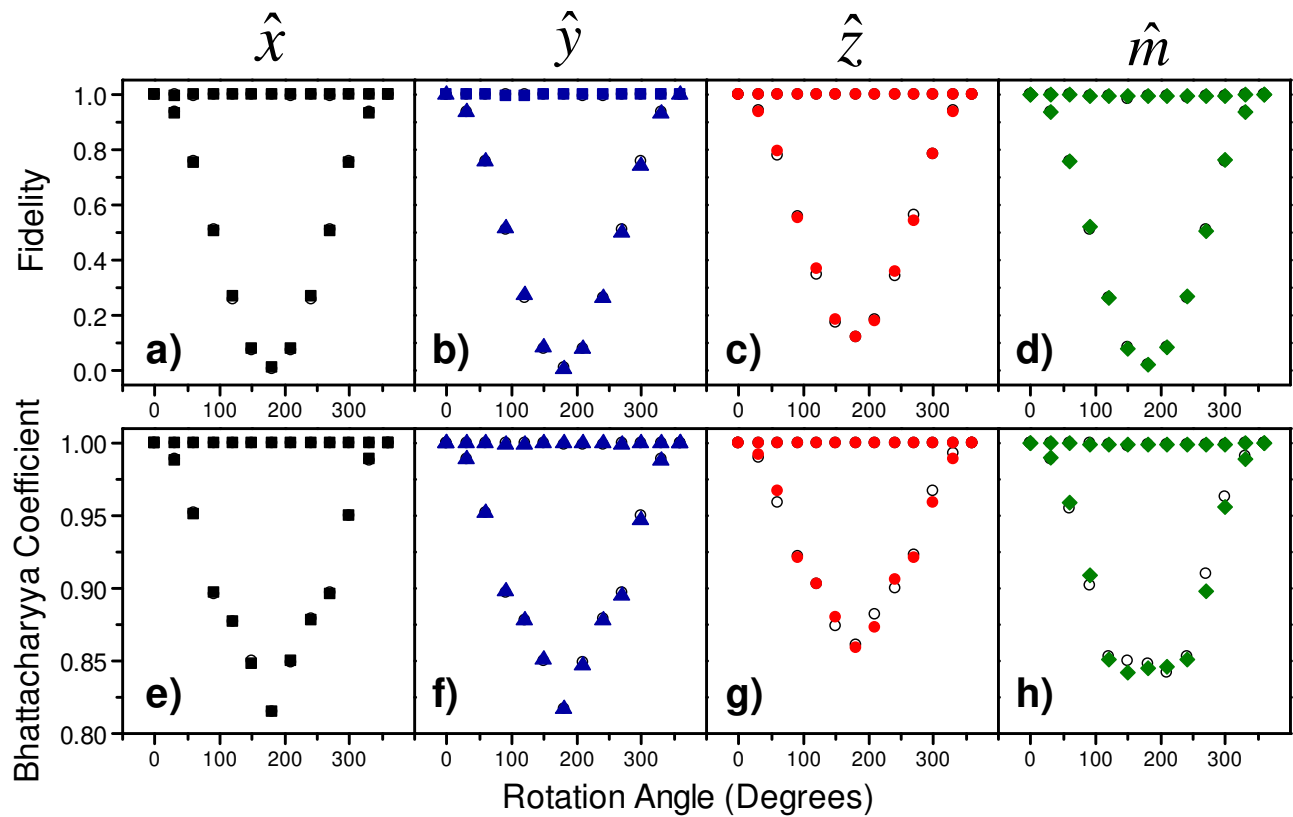 x̂ ŷ ẑ m̂
Fidelity
1.0
0.8
0.6
0.4
0.2
0.0
a) b) c) d)
0 100 200 300 0 100 200 300 0 100 200 300 0 100 200 300
Bhattacharyya Coefficient
1.00
0.95
0.90
0.85
0.80
e) f) g) h)
0 100 200 300 0 100 200 300 0 100 200 300 0 100 200 300
Rotation Angle (Degrees)